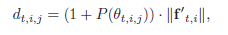 d_{t,i,j} = (1 + P(θ_{t,i,j})) · ‖f′_{t,i}‖,